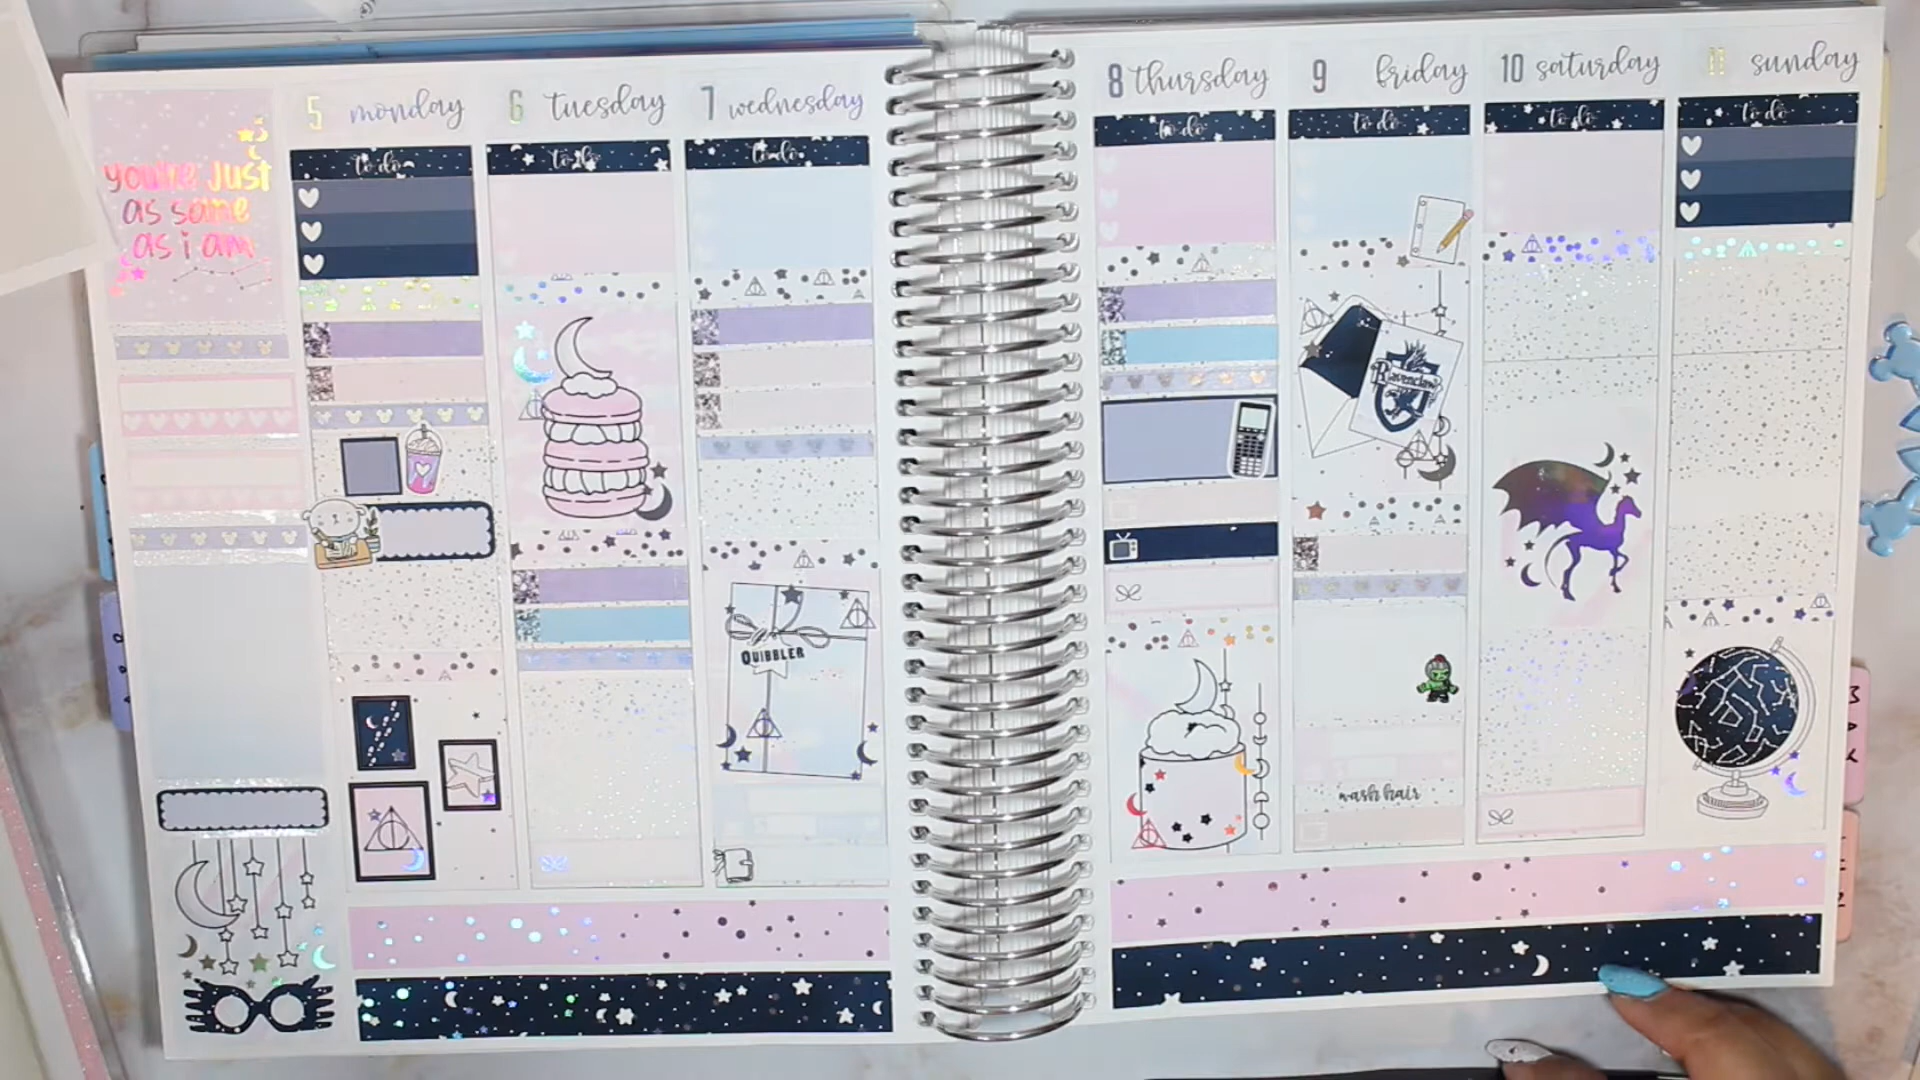 you're just
as sane
as i am
5 monday
6 tuesday
7 wednesday
8 thursday
9 friday
10 saturday
11 sunday
to do
to do
to do
to do
to do
to do
to do
QUIBBLER
Ravenclaw
wash hair
MAY